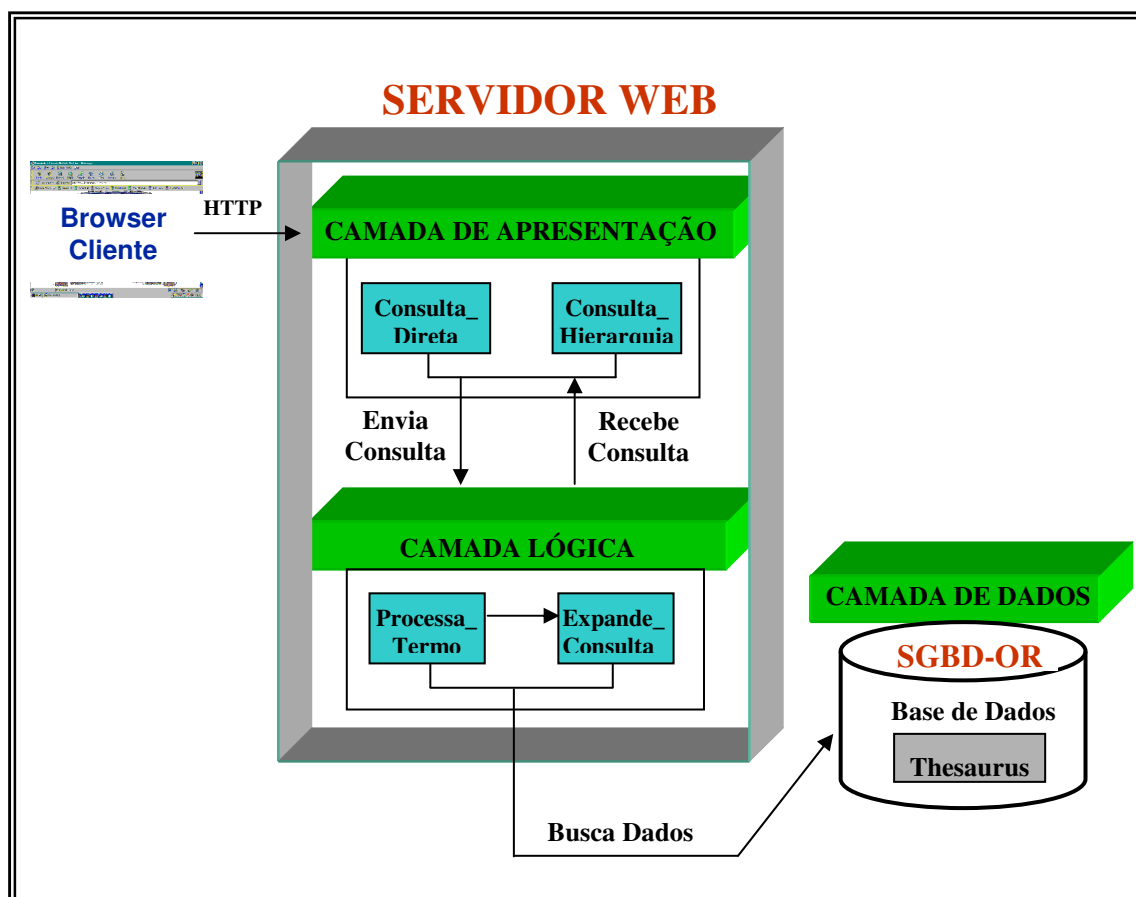 SERVIDOR WEB
Browser
Cliente
HTTP
CAMADA DE APRESENTAÇÃO
Consulta_
Direta
Consulta_
Hierarquia
Envia
Consulta
Recebe
Consulta
CAMADA LÓGICA
Processa_
Termo
Expande_
Consulta
CAMADA DE DADOS
SGBD-OR
Base de Dados
Thesaurus
Busca Dados